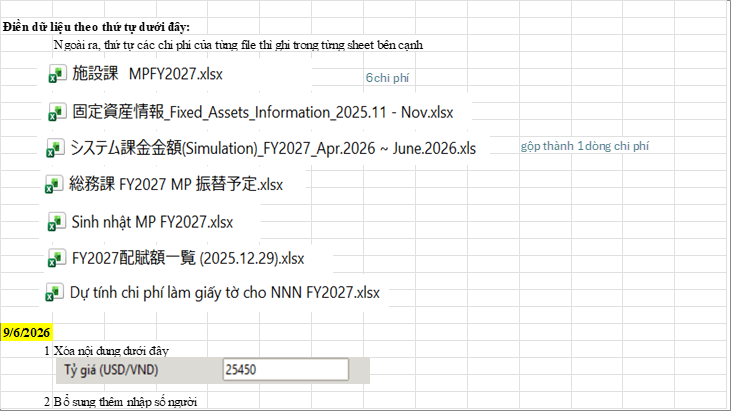 Điền dữ liệu theo thứ tự dưới đây:
Ngoài ra, thứ tự các chi phí của từng file thì ghi trong từng sheet bên cạnh
施設課 MPFY2027.xlsx
6 chi phí
固定資産情報_Fixed_Assets_Information_2025.11 - Nov.xlsx
システム課金金額(Simulation)_FY2027_Apr.2026 ~ June.2026.xls
gộp thành 1 dòng chi phí
総務課 FY2027 MP 振替予定.xlsx
Sinh nhật MP FY2027.xlsx
FY2027配賦額一覧 (2025.12.29).xlsx
Dự tính chi phí làm giấy tờ cho NNN FY2027.xlsx
9/6/2026
1 Xóa nội dung dưới đây
Tỷ giá (USD/VND) 25450
2 Bổ sung thêm nhập số người